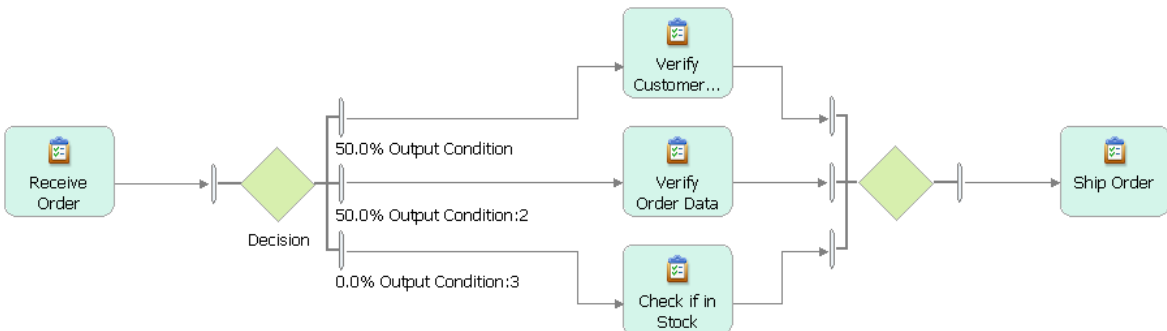 Receive
Order
Decision
50.0% Output Condition
50.0% Output Condition:2
0.0% Output Condition:3
Verify
Customer...
Verify
Order Data
Check if in
Stock
Ship Order